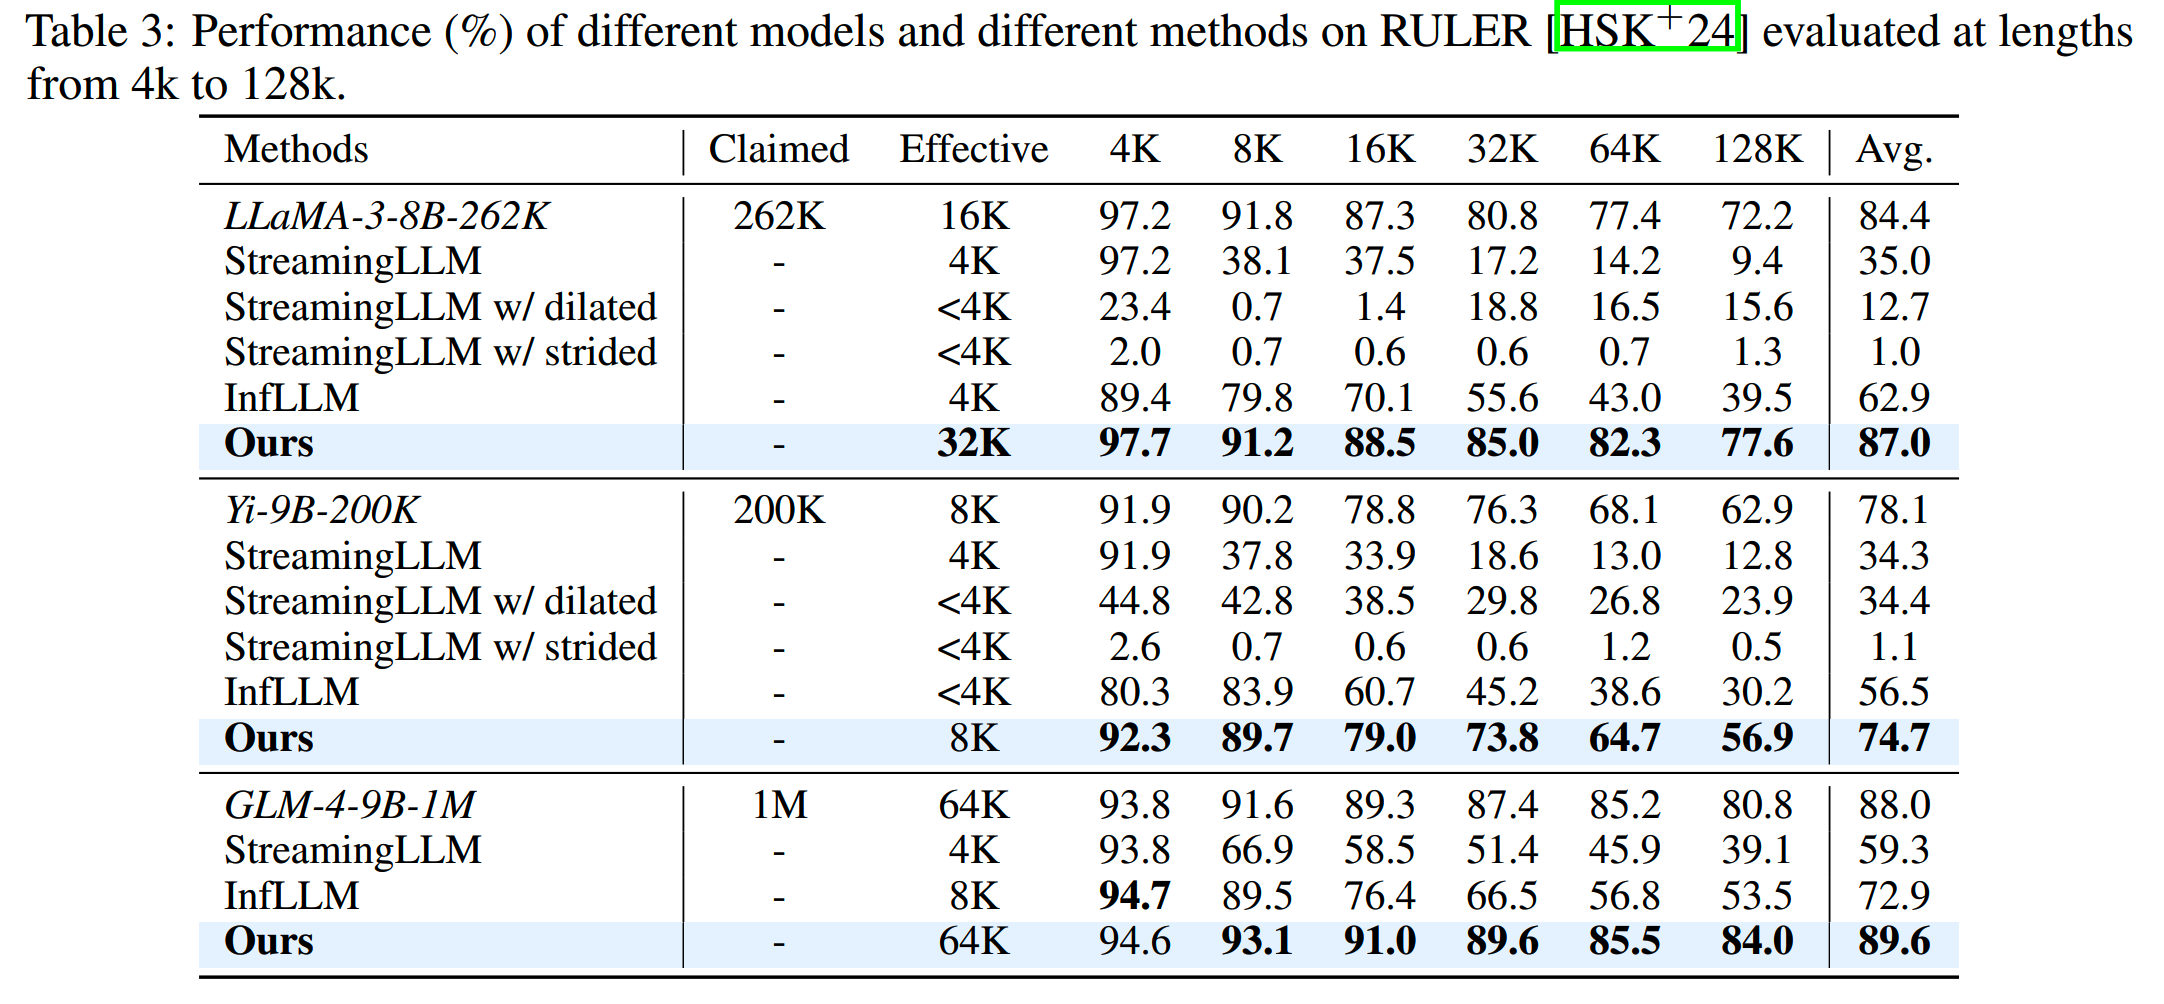 Table 3: Performance (%) of different models and different methods on RULER [HSK+24] evaluated at lengths
from 4k to 128k.
Methods Claimed Effective 4K 8K 16K 32K 64K 128K Avg.
LLaMA-3-8B-262K 262K 16K 97.2 91.8 87.3 80.8 77.4 72.2 84.4
StreamingLLM - 4K 97.2 38.1 37.5 17.2 14.2 9.4 35.0
StreamingLLM w/ dilated - <4K 23.4 0.7 1.4 18.8 16.5 15.6 12.7
StreamingLLM w/ strided - <4K 2.0 0.7 0.6 0.6 0.7 1.3 1.0
InfLLM - 4K 89.4 79.8 70.1 55.6 43.0 39.5 62.9
Ours - 32K 97.7 91.2 88.5 85.0 82.3 77.6 87.0
Yi-9B-200K 200K 8K 91.9 90.2 78.8 76.3 68.1 62.9 78.1
StreamingLLM - 4K 91.9 37.8 33.9 18.6 13.0 12.8 34.3
StreamingLLM w/ dilated - <4K 44.8 42.8 38.5 29.8 26.8 23.9 34.4
StreamingLLM w/ strided - <4K 2.6 0.7 0.6 0.6 1.2 0.5 1.1
InfLLM - <4K 80.3 83.9 60.7 45.2 38.6 30.2 56.5
Ours - 8K 92.3 89.7 79.0 73.8 64.7 56.9 74.7
GLM-4-9B-1M 1M 64K 93.8 91.6 89.3 87.4 85.2 80.8 88.0
StreamingLLM - 4K 93.8 66.9 58.5 51.4 45.9 39.1 59.3
InfLLM - 8K 94.7 89.5 76.4 66.5 56.8 53.5 72.9
Ours - 64K 94.6 93.1 91.0 89.6 85.5 84.0 89.6